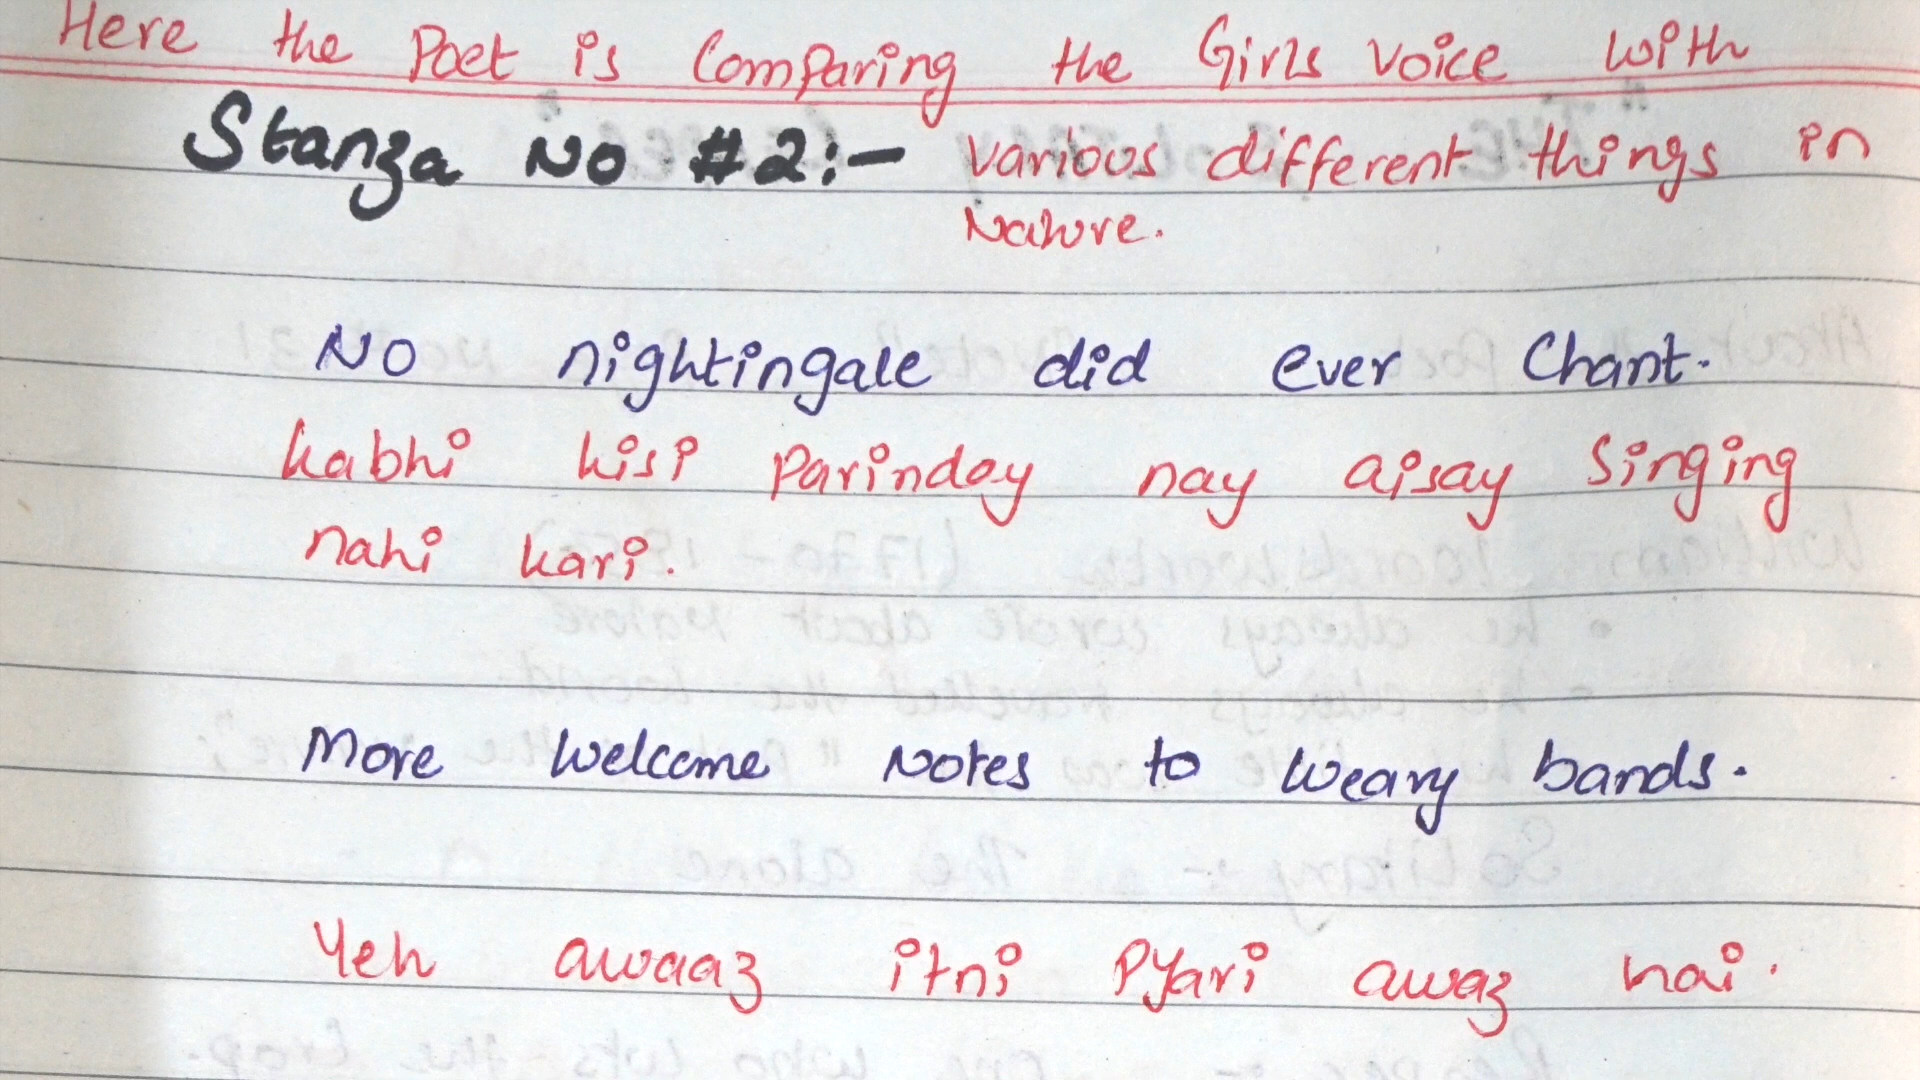 Here the Poet is Comparing the Girls Voice with
Stanza No #2:- various different things in
Nature.
No nightingale did ever Chant.
kabhi kisi Parinday nay aisay Singing
nahi kari.
More Welcome Notes to Weary bands.
Yeh awaaz itni Pyari awaz hai.